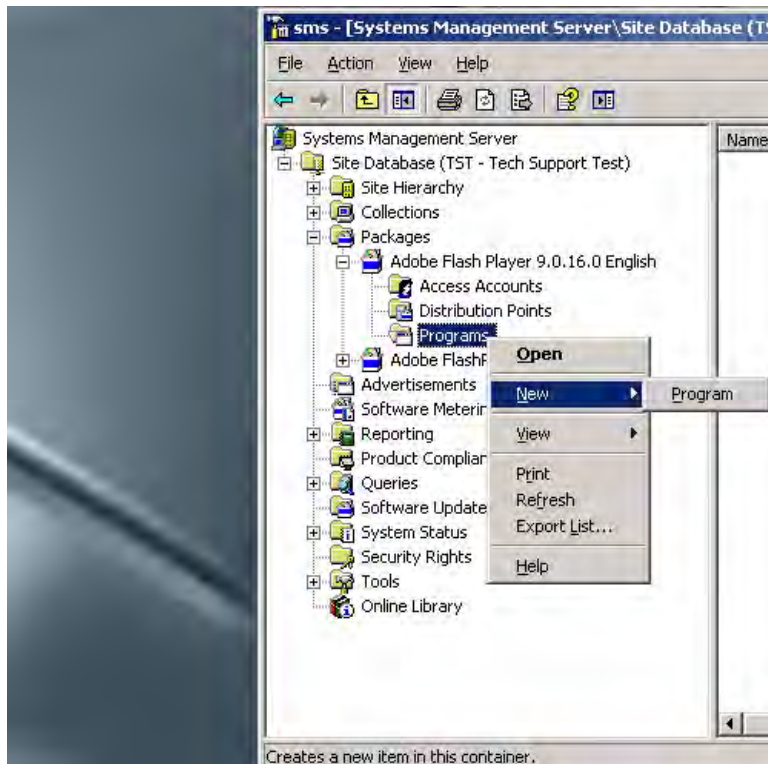 sms - [Systems Management Server\Site Database (TS
File Action View Help
Systems Management Server
Name
Site Database (TST - Tech Support Test)
Site Hierarchy
Collections
Packages
Adobe Flash Player 9.0.16.0 English
Access Accounts
Distribution Points
Programs
Open
Adobe FlashP
Advertisements
New
Program
Software Meterin
Reporting
View
Product Complian
Print
Queries
Refresh
Software Update
Export List...
System Status
Security Rights
Help
Tools
Online Library
Creates a new item in this container.